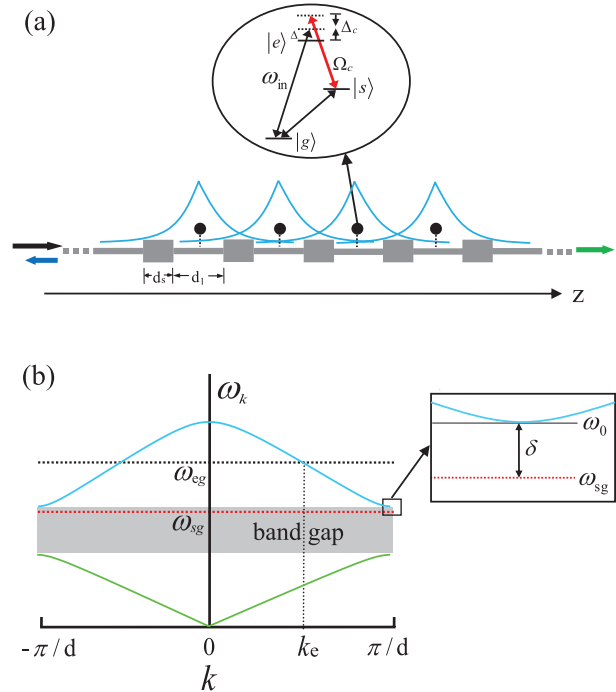 (a)
Δc
|e⟩ Δ
Ωc
ωin
|s⟩
|g⟩
ds d1
z
(b)
ωk
ω0
ωeg
δ
ωsg
ωsg
band gap
-π/d 0 ke π/d
k